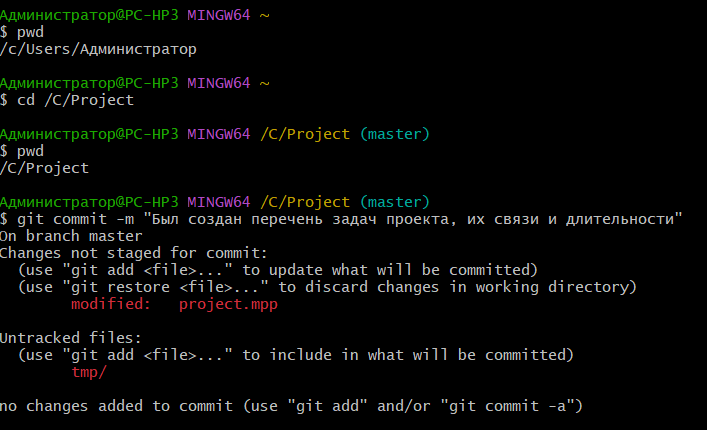 Администратор@PC-HP3 MINGW64 ~
$ pwd
/c/Users/Администратор
Администратор@PC-HP3 MINGW64 ~
$ cd /C/Project
Администратор@PC-HP3 MINGW64 /C/Project (master)
$ pwd
/C/Project
Администратор@PC-HP3 MINGW64 /C/Project (master)
$ git commit -m "Был создан перечень задач проекта, их связи и длительности"
On branch master
Changes not staged for commit:
  (use "git add <file>..." to update what will be committed)
  (use "git restore <file>..." to discard changes in working directory)
        modified:   project.mpp
Untracked files:
  (use "git add <file>..." to include in what will be committed)
        tmp/
no changes added to commit (use "git add" and/or "git commit -a")